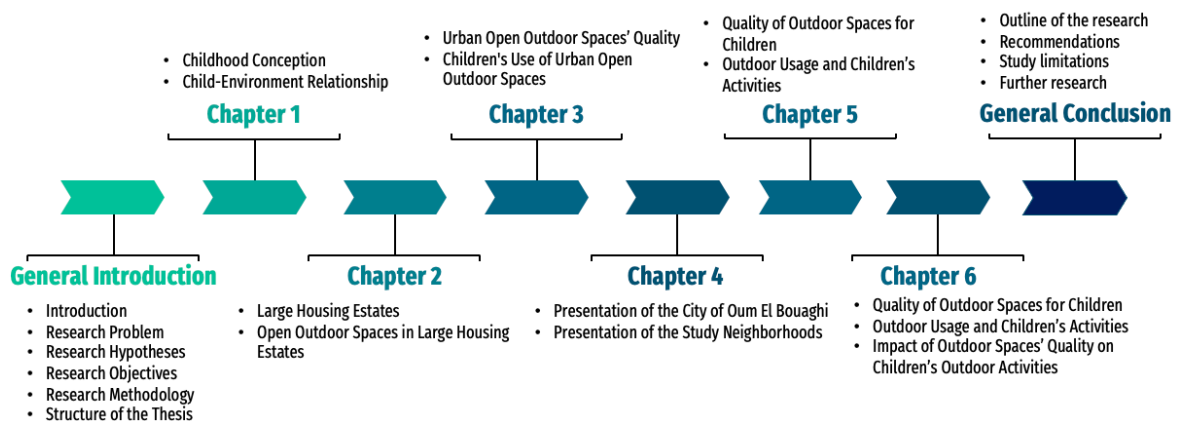 General Introduction
• Introduction
• Research Problem
• Research Hypotheses
• Research Objectives
• Research Methodology
• Structure of the Thesis
• Childhood Conception
• Child-Environment Relationship
Chapter 1
Chapter 2
• Large Housing Estates
• Open Outdoor Spaces in Large Housing
Estates
• Urban Open Outdoor Spaces’ Quality
• Children's Use of Urban Open
Outdoor Spaces
Chapter 3
Chapter 4
• Presentation of the City of Oum El Bouaghi
• Presentation of the Study Neighborhoods
• Quality of Outdoor Spaces for
Children
• Outdoor Usage and Children’s
Activities
Chapter 5
Chapter 6
• Quality of Outdoor Spaces for Children
• Outdoor Usage and Children’s Activities
• Impact of Outdoor Spaces’ Quality on
Children’s Outdoor Activities
• Outline of the research
• Recommendations
• Study limitations
• Further research
General Conclusion